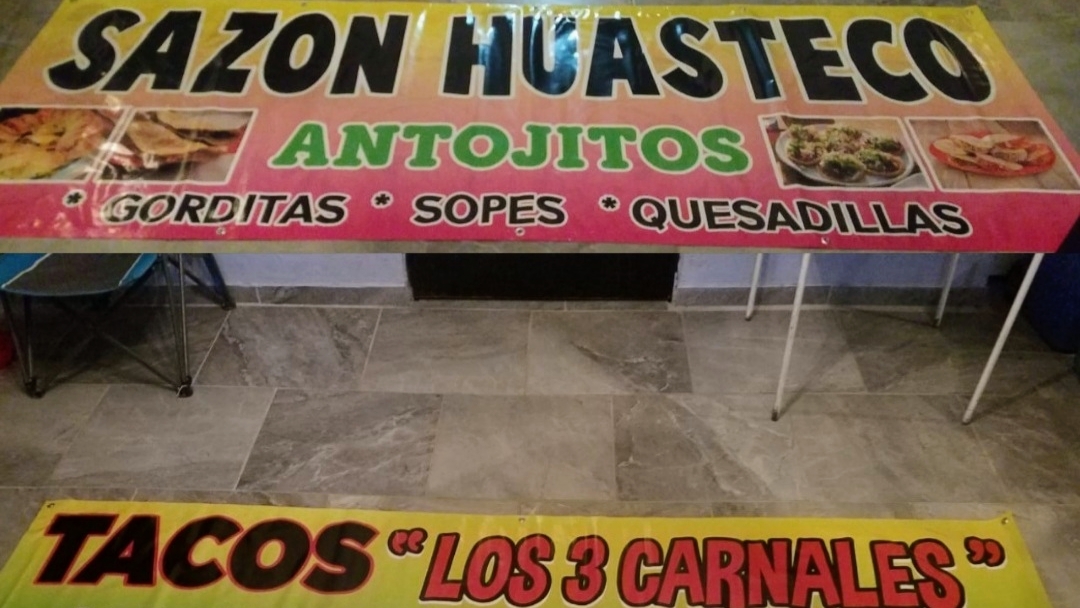 SAZON HUASTECO
ANTOJITOS
* GORDITAS * SOPES * QUESADILLAS
TACOS "LOS 3 CARNALES"